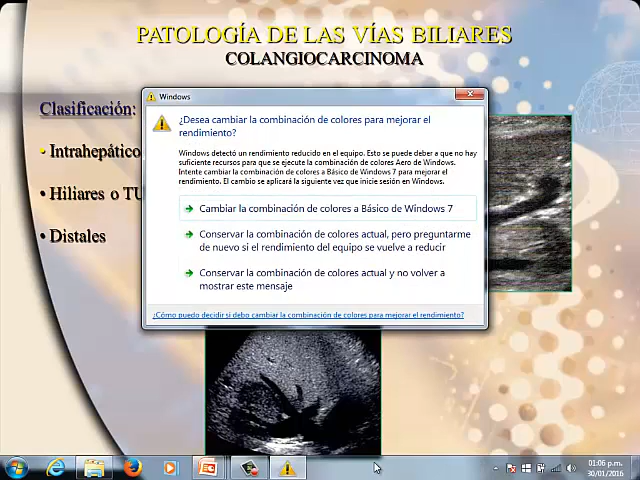 PATOLOGÍA DE LAS VÍAS BILIARES
COLANGIOCARCINOMA
Clasificación:
• Intrahepático
• Hiliares o TU
• Distales
Windows
¿Desea cambiar la combinación de colores para mejorar el
rendimiento?
Windows detectó un rendimiento reducido en el equipo. Esto se puede deber a que no hay
suficiente recursos para que se ejecute la combinación de colores Aero de Windows.
Intente cambiar la combinación de colores a Básico de Windows 7 para mejorar el
rendimiento. El cambio se aplicará la siguiente vez que inicie sesión en Windows.
Cambiar la combinación de colores a Básico de Windows 7
Conservar la combinación de colores actual, pero preguntarme
de nuevo si el rendimiento del equipo se vuelve a reducir
Conservar la combinación de colores actual y no volver a
mostrar este mensaje
¿Cómo puedo decidir si debo cambiar la combinación de colores para mejorar el rendimiento?
01:06 p.m.
30/01/2016